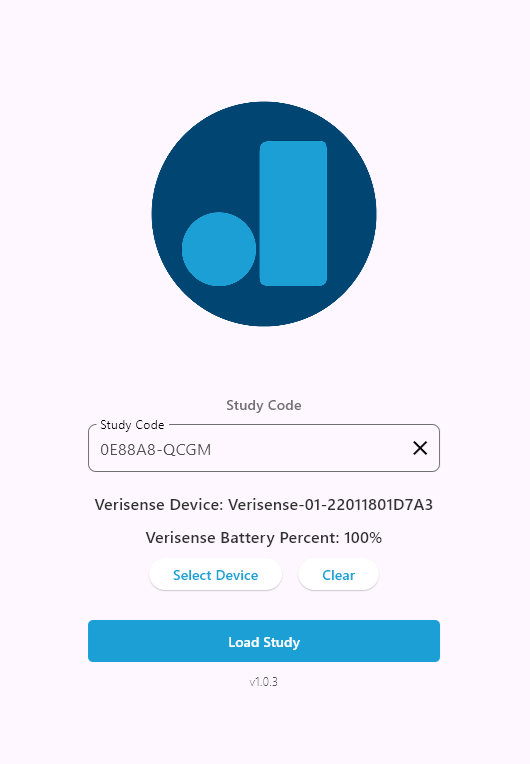 Study Code
Study Code
0E88A8-QCGM
Verisense Device: Verisense-01-22011801D7A3
Verisense Battery Percent: 100%
Select Device Clear
Load Study
v1.0.3